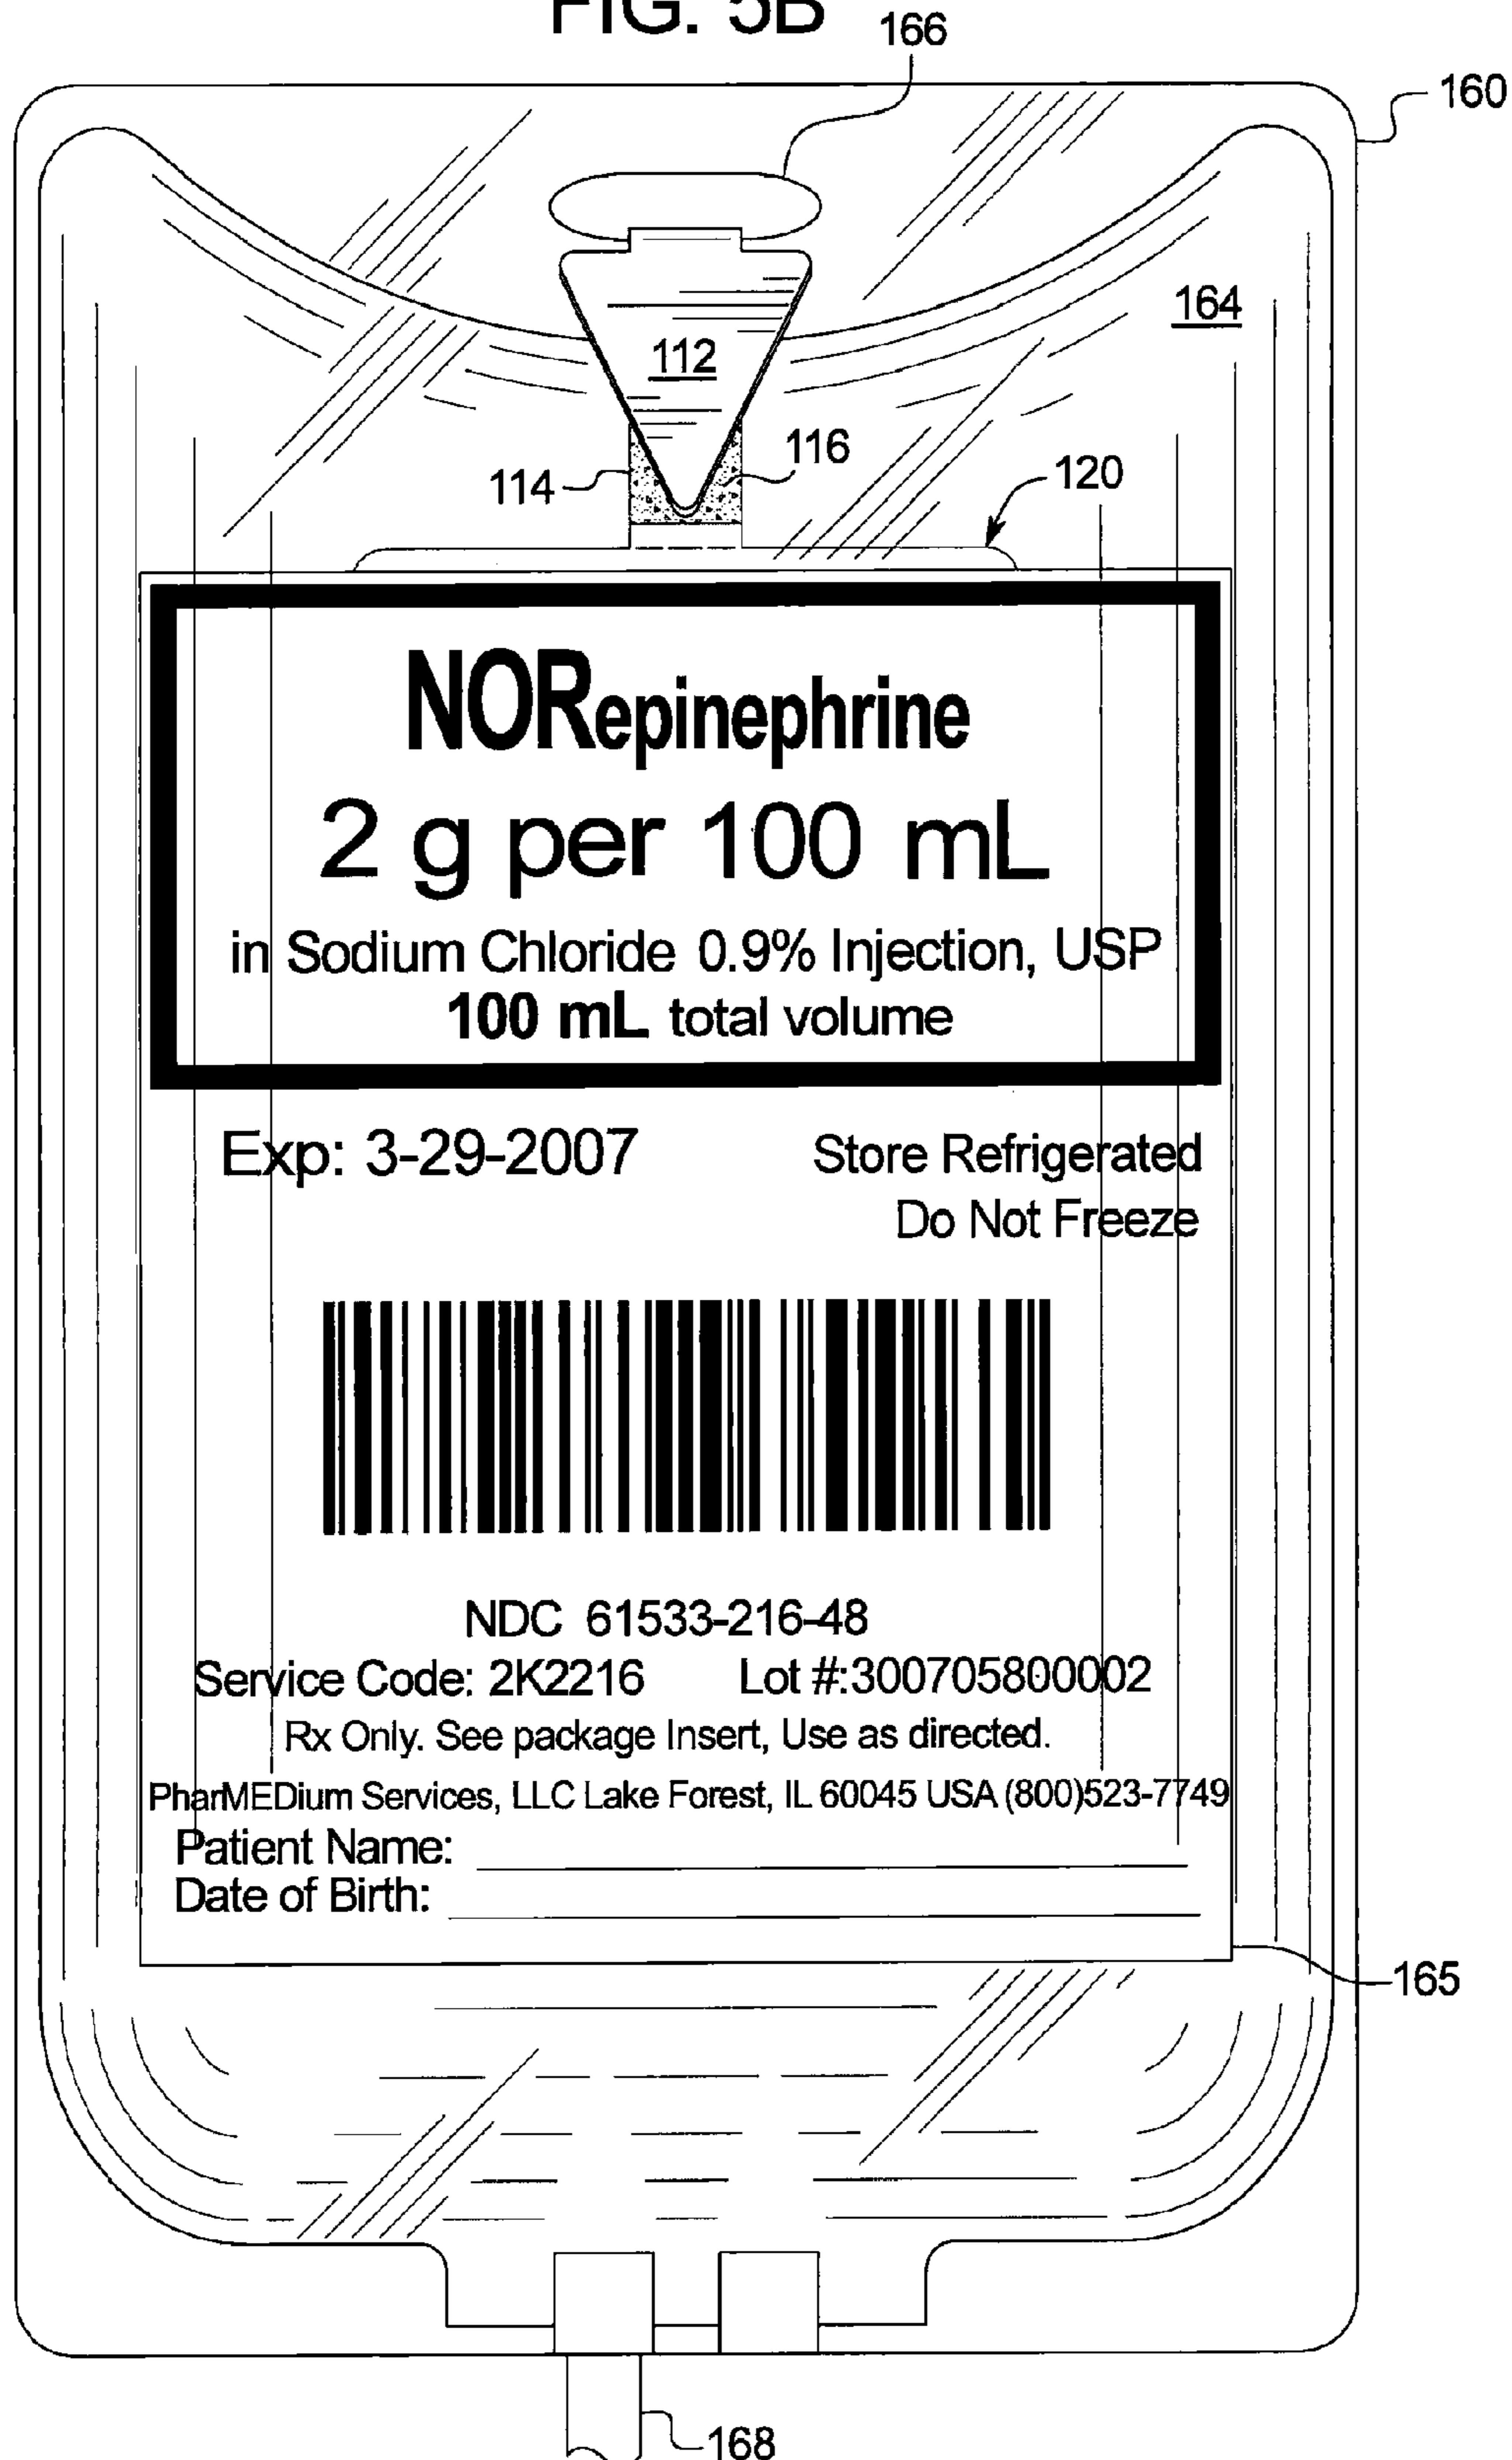 FIG. 5B
166
160
164
112
116
114
120
NORepinephrine
2 g per 100 mL
in Sodium Chloride 0.9% Injection, USP
100 mL total volume
Exp: 3-29-2007
Store Refrigerated
Do Not Freeze
NDC 61533-216-48
Service Code: 2K2216 Lot #:300705800002
Rx Only. See package Insert, Use as directed.
PharMEDium Services, LLC Lake Forest, IL 60045 USA (800)523-7749
Patient Name:
Date of Birth:
165
168